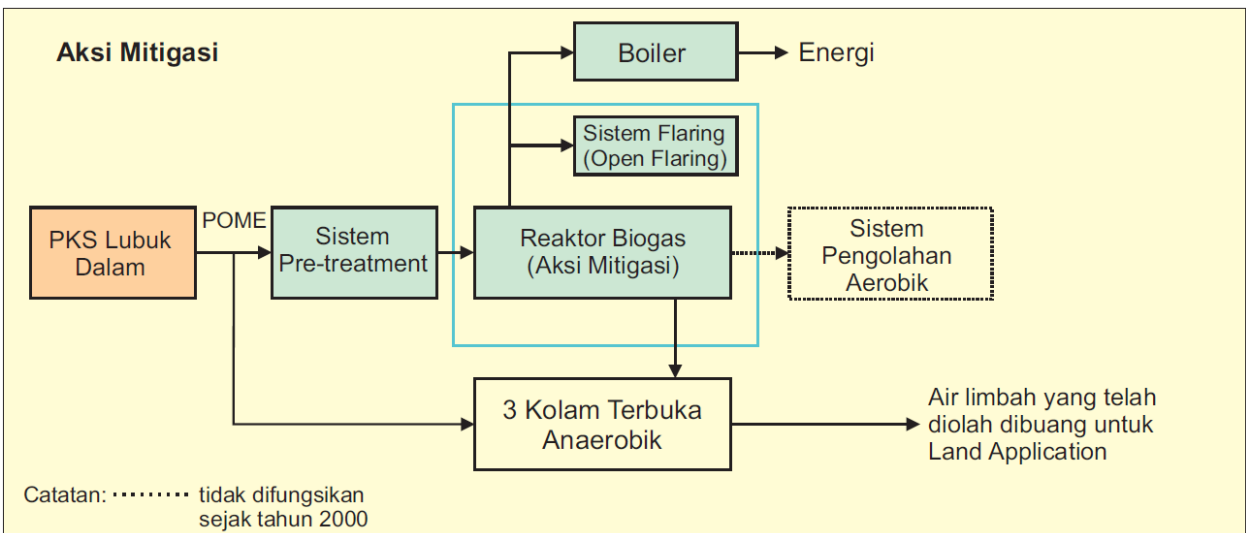 Aksi Mitigasi
Boiler
Energi
Sistem Flaring
(Open Flaring)
PKS Lubuk
Dalam
POME
Sistem
Pre-treatment
Reaktor Biogas
(Aksi Mitigasi)
Sistem
Pengolahan
Aerobik
3 Kolam Terbuka
Anaerobik
Air limbah yang telah
diolah dibuang untuk
Land Application
Catatan: ········· tidak difungsikan
sejak tahun 2000